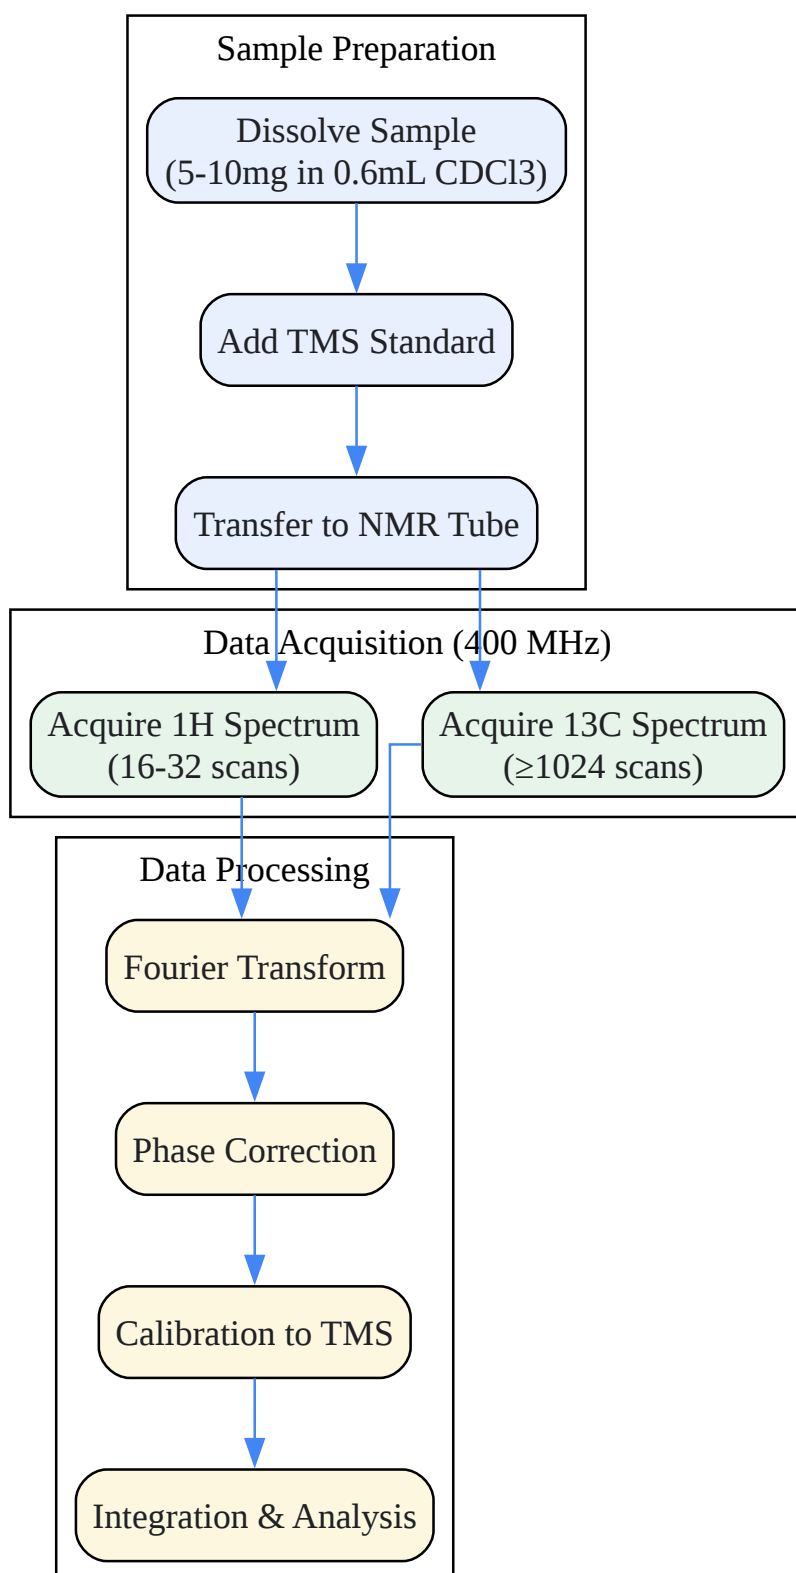 Sample Preparation
Dissolve Sample
(5-10mg in 0.6mL CDCl3)
Add TMS Standard
Transfer to NMR Tube
Data Acquisition (400 MHz)
Acquire 1H Spectrum
(16-32 scans)
Acquire 13C Spectrum
(≥1024 scans)
Data Processing
Fourier Transform
Phase Correction
Calibration to TMS
Integration & Analysis